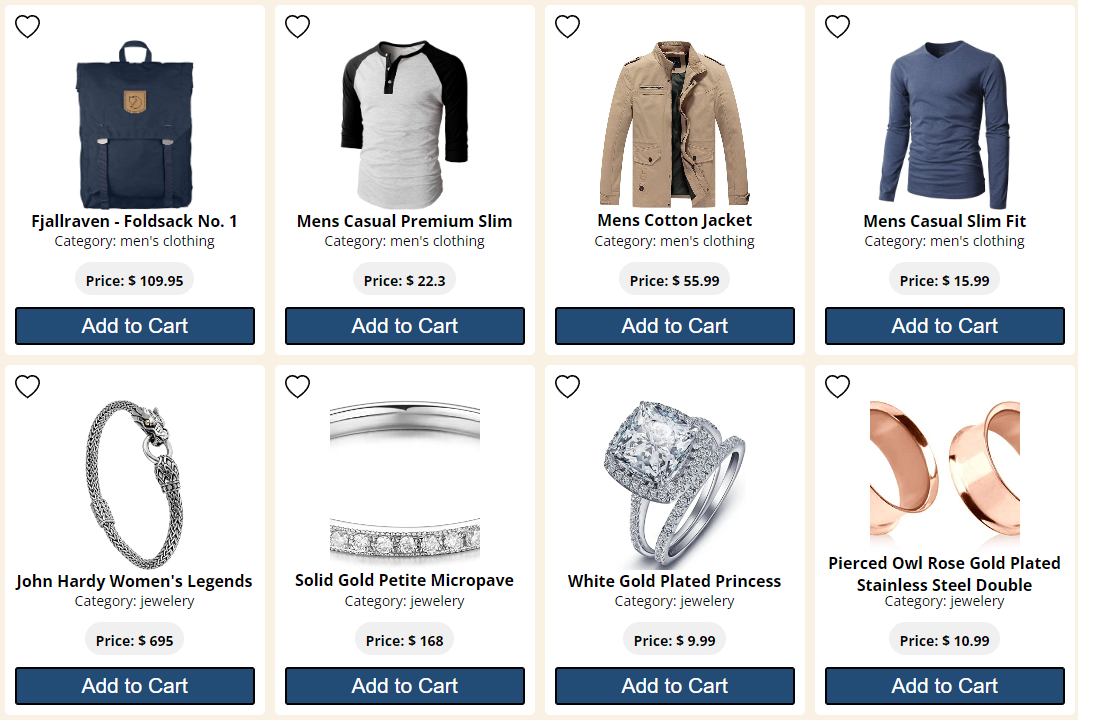 Fjallraven - Foldsack No. 1
Category: men's clothing
Price: $ 109.95
Add to Cart
Mens Casual Premium Slim
Category: men's clothing
Price: $ 22.3
Add to Cart
Mens Cotton Jacket
Category: men's clothing
Price: $ 55.99
Add to Cart
Mens Casual Slim Fit
Category: men's clothing
Price: $ 15.99
Add to Cart
John Hardy Women's Legends
Category: jewelery
Price: $ 695
Add to Cart
Solid Gold Petite Micropave
Category: jewelery
Price: $ 168
Add to Cart
White Gold Plated Princess
Category: jewelery
Price: $ 9.99
Add to Cart
Pierced Owl Rose Gold Plated
Stainless Steel Double
Category: jewelery
Price: $ 10.99
Add to Cart